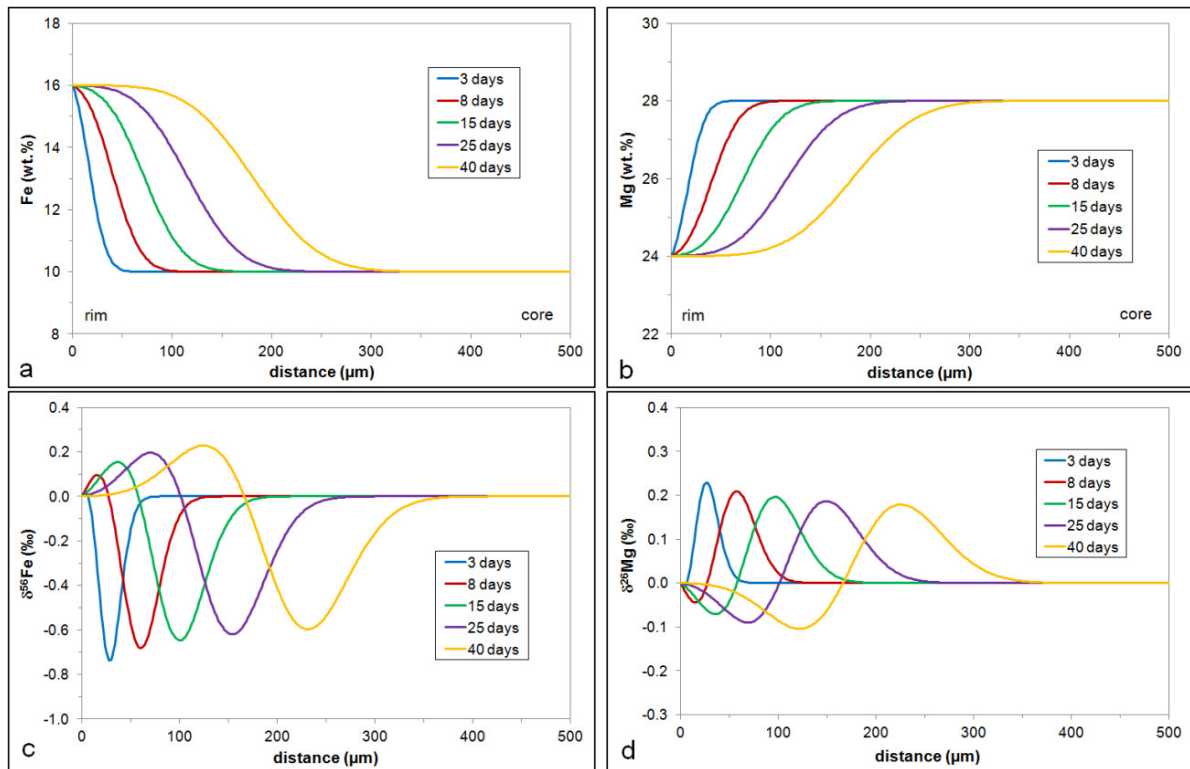 18
16
14
12
10
8
Fe (wt.%)
3 days
8 days
15 days
25 days
40 days
rim
core
0
100
200
300
400
500
distance (µm)
a
30
28
26
24
22
Mg (wt.%)
3 days
8 days
15 days
25 days
40 days
rim
core
0
100
200
300
400
500
distance (µm)
b
0.4
0.2
0.0
-0.2
-0.4
-0.6
-0.8
-1.0
δ56Fe (‰)
3 days
8 days
15 days
25 days
40 days
0
100
200
300
400
500
distance (µm)
c
0.4
0.3
0.2
0.1
0.0
-0.1
-0.2
-0.3
δ26Mg (‰)
3 days
8 days
15 days
25 days
40 days
0
100
200
300
400
500
distance (µm)
d